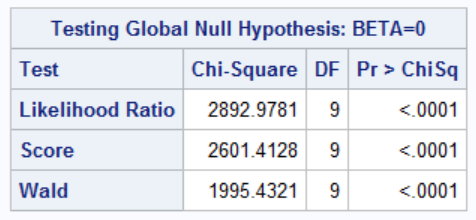 Testing Global Null Hypothesis: BETA=0
Test Chi-Square DF Pr > ChiSq
Likelihood Ratio 2892.9781 9 <.0001
Score 2601.4128 9 <.0001
Wald 1995.4321 9 <.0001